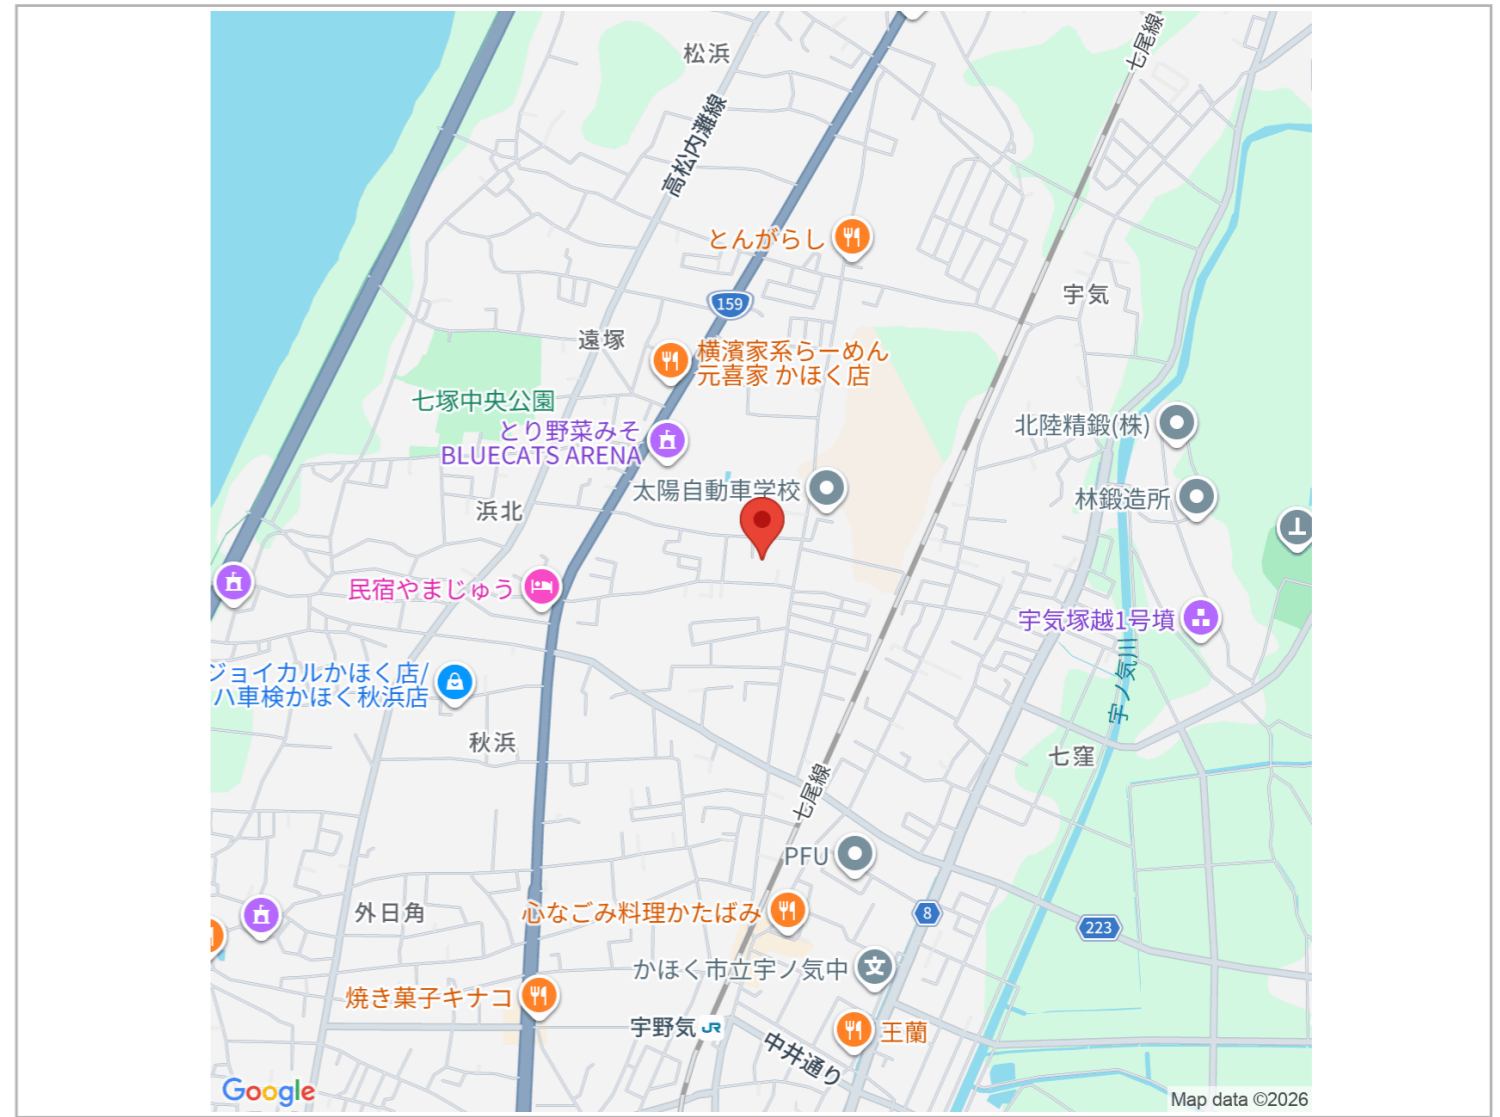 松浜
七尾線
高松内灘線
とんがらし
宇気
159
遠塚
横濱家系らーめん
元喜家 かほく店
七塚中央公園
とり野菜みそ
BLUECATS ARENA
北陸精鍛(株)
太陽自動車学校
林鍛造所
浜北
民宿やまじゅう
宇気塚越1号墳
宇ノ気川
ジョイカルかほく店/
ハ車検かほく秋浜店
秋浜
七窪
七尾線
PFU
外日角
心なごみ料理かたばみ
8
223
かほく市立宇ノ気中
文
焼き菓子キナコ
宇野気 JR
王蘭
中井通り
Google
Map data ©2026